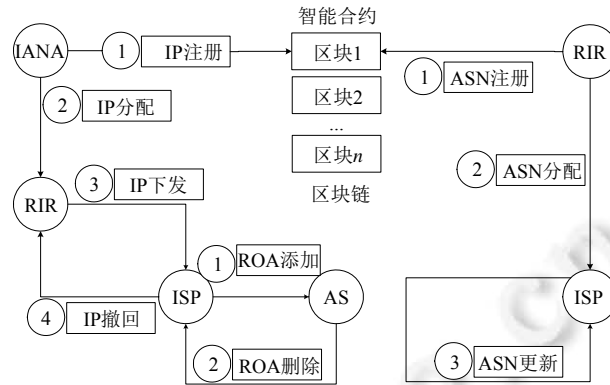 智能合约
IANA
① IP注册
区块1
① ASN注册
RIR
区块2
② IP分配
...
区块n
② ASN分配
区块链
RIR
③ IP下发
① ROA添加
ISP
AS
ISP
④ IP撤回
② ROA删除
③ ASN更新